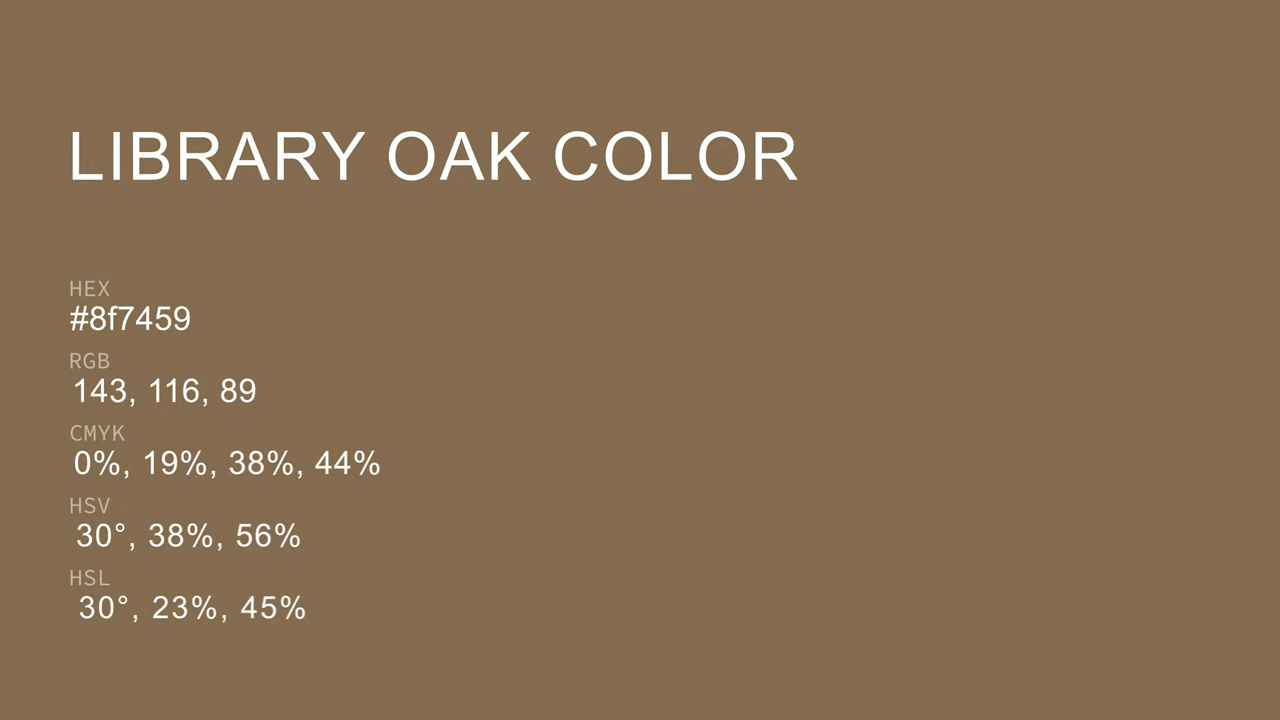 LIBRARY OAK COLOR
HEX
#8f7459
RGB
143, 116, 89
CMYK
0%, 19%, 38%, 44%
HSV
30°, 38%, 56%
HSL
30°, 23%, 45%